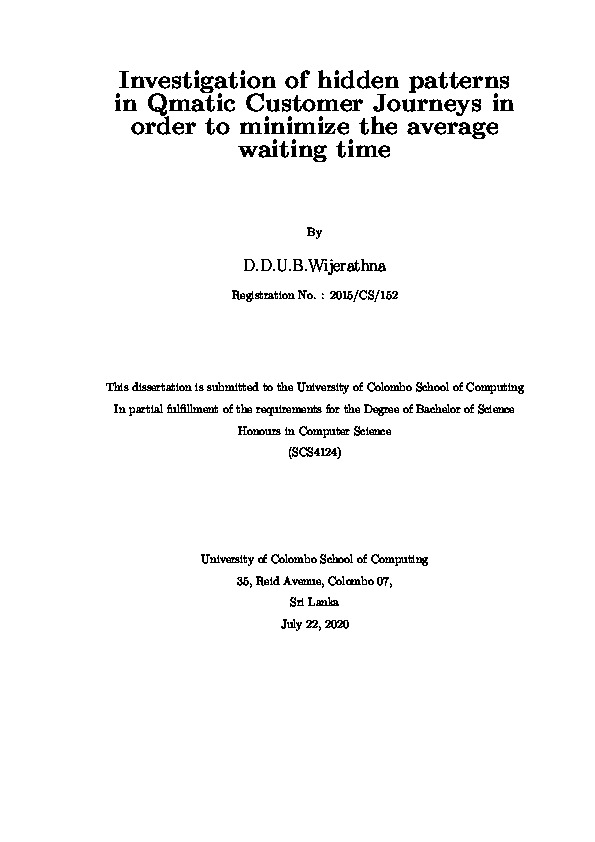 Investigation of hidden patterns
in Qmatic Customer Journeys in
order to minimize the average
waiting time
By
D.D.U.B.Wijerathna
Registration No. : 2015/CS/152
This dissertation is submitted to the University of Colombo School of Computing
In partial fulfillment of the requirements for the Degree of Bachelor of Science
Honours in Computer Science
(SCS4124)
University of Colombo School of Computing
35, Reid Avenue, Colombo 07,
Sri Lanka
July 22, 2020